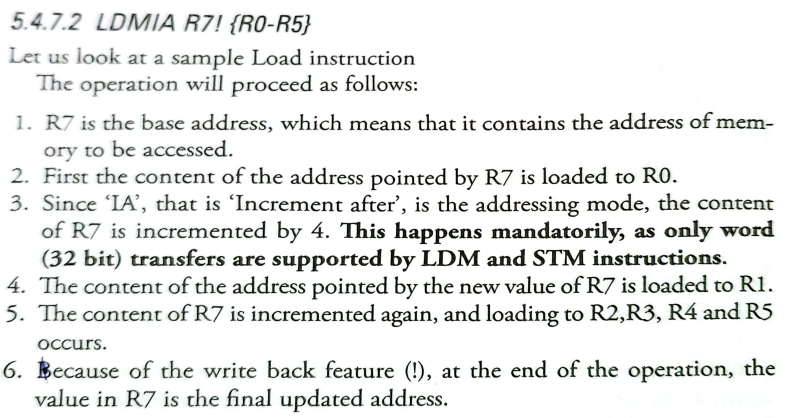 5.4.7.2 LDMIA R7! {R0-R5}
Let us look at a sample Load instruction
The operation will proceed as follows:
1. R7 is the base address, which means that it contains the address of mem-
ory to be accessed.
2. First the content of the address pointed by R7 is loaded to R0.
3. Since ‘IA’, that is ‘Increment after’, is the addressing mode, the content
of R7 is incremented by 4. This happens mandatorily, as only word
(32 bit) transfers are supported by LDM and STM instructions.
4. The content of the address pointed by the new value of R7 is loaded to R1.
5. The content of R7 is incremented again, and loading to R2,R3, R4 and R5
occurs.
6. Because of the write back feature (!), at the end of the operation, the
value in R7 is the final updated address.